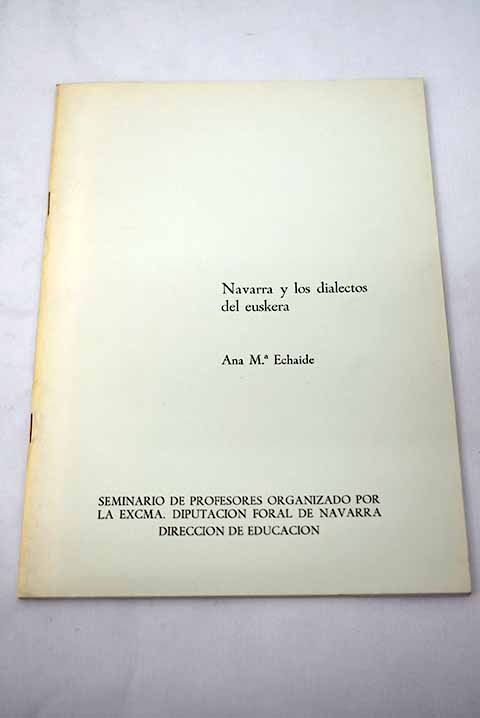 Navarra y los dialectos
del euskera
Ana M.ª Echaide
SEMINARIO DE PROFESORES ORGANIZADO POR
LA EXCMA. DIPUTACION FORAL DE NAVARRA
DIRECCION DE EDUCACION